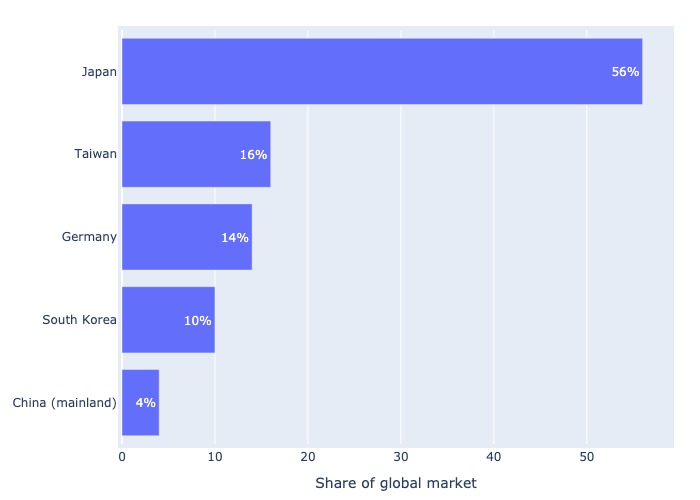 Japan 56%
Taiwan 16%
Germany 14%
South Korea 10%
China (mainland) 4%
0 10 20 30 40 50
Share of global market